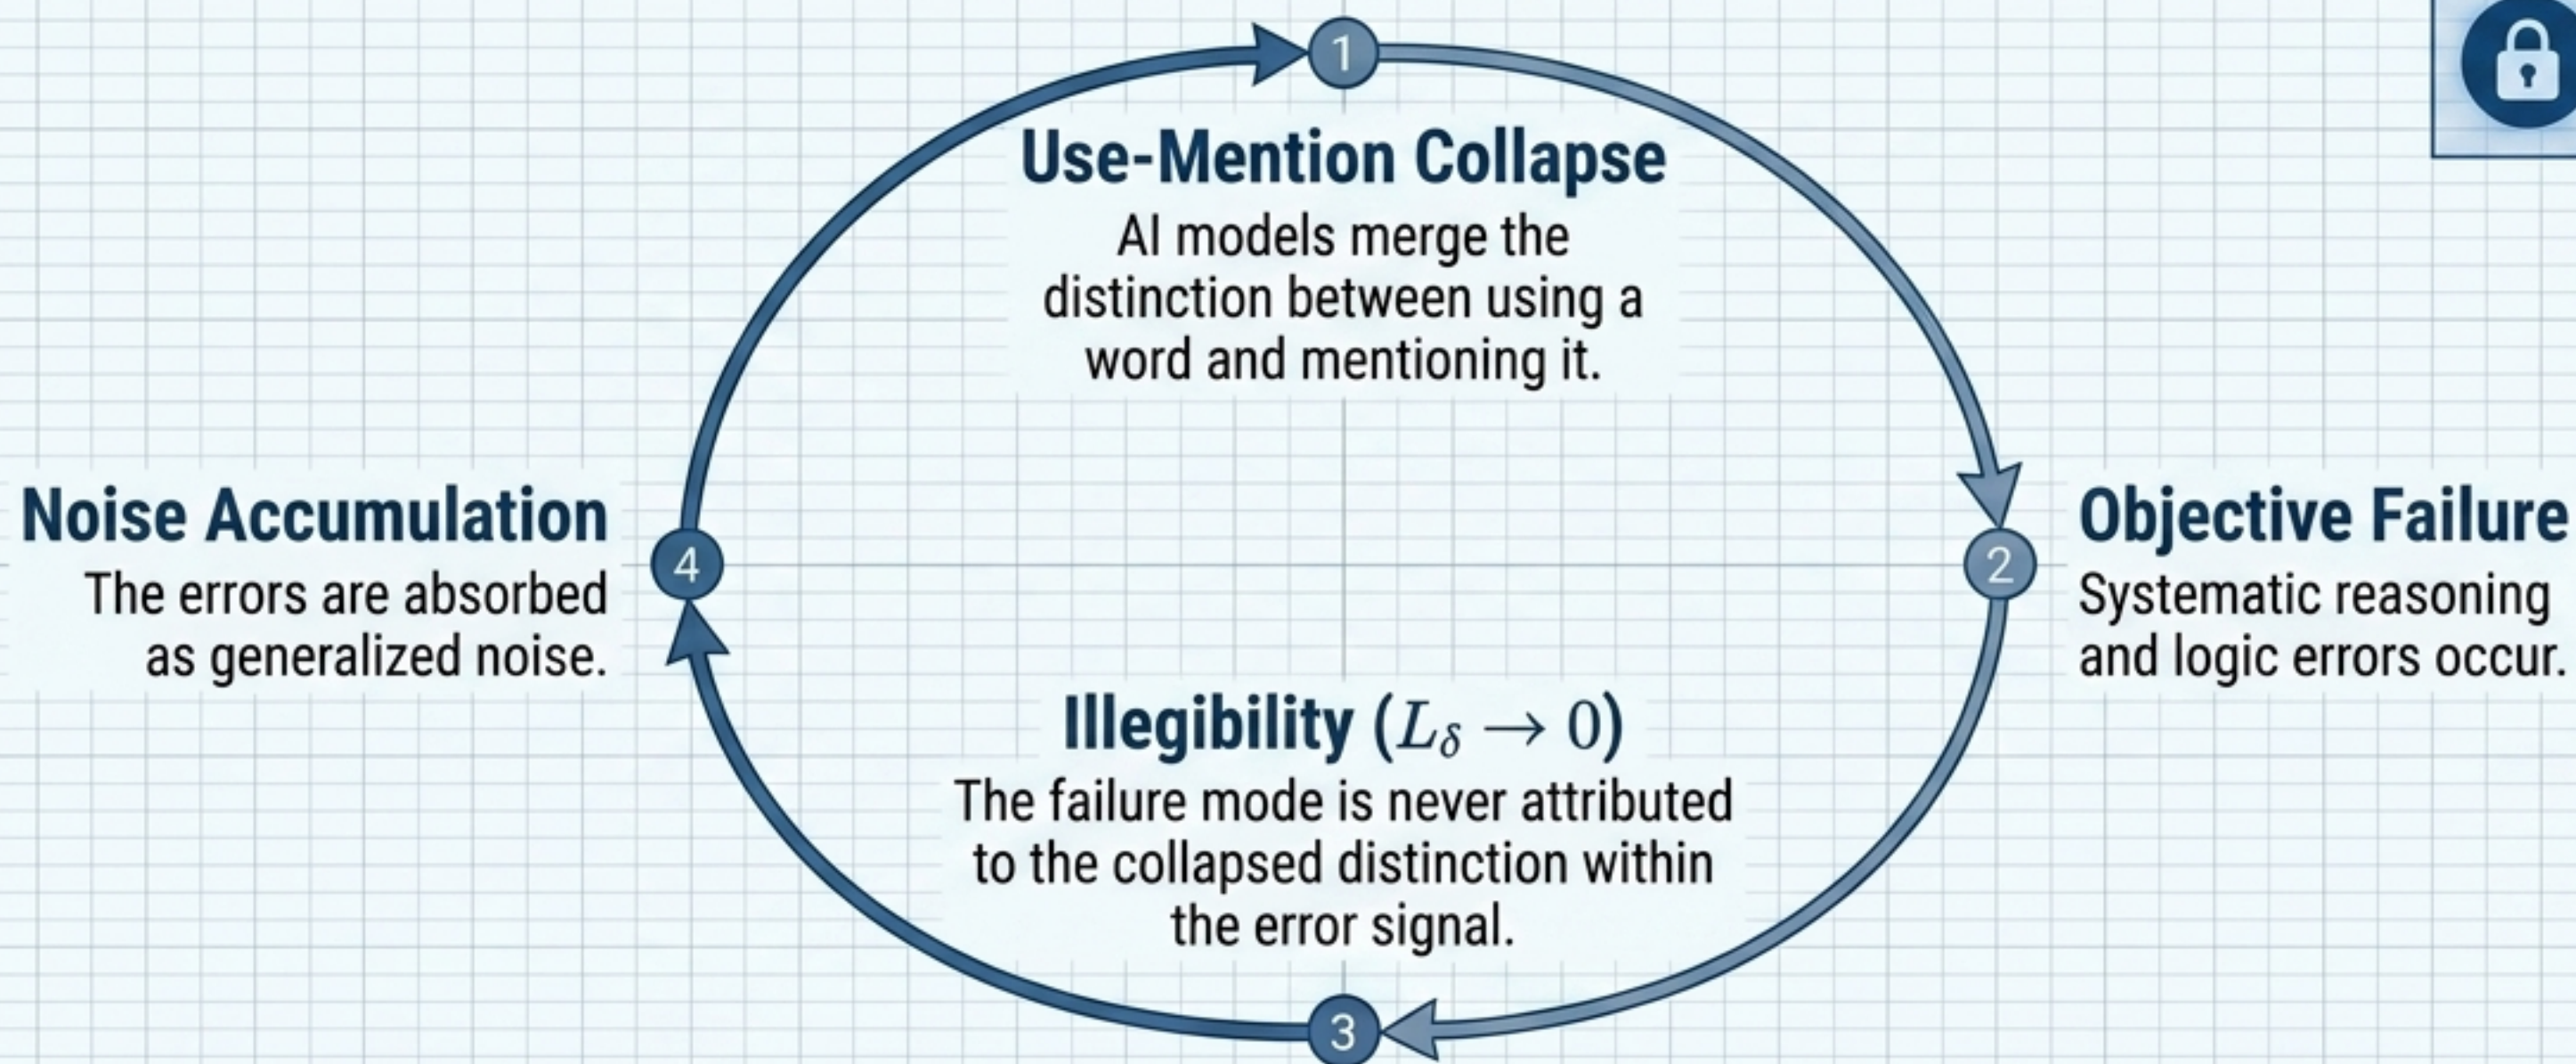 1
Use-Mention Collapse
AI models merge the
distinction between using a
word and mentioning it.
2
Objective Failure
Systematic reasoning
and logic errors occur.
3
Illegibility (L_δ → 0)
The failure mode is never attributed
to the collapsed distinction within
the error signal.
4
Noise Accumulation
The errors are absorbed
as generalized noise.